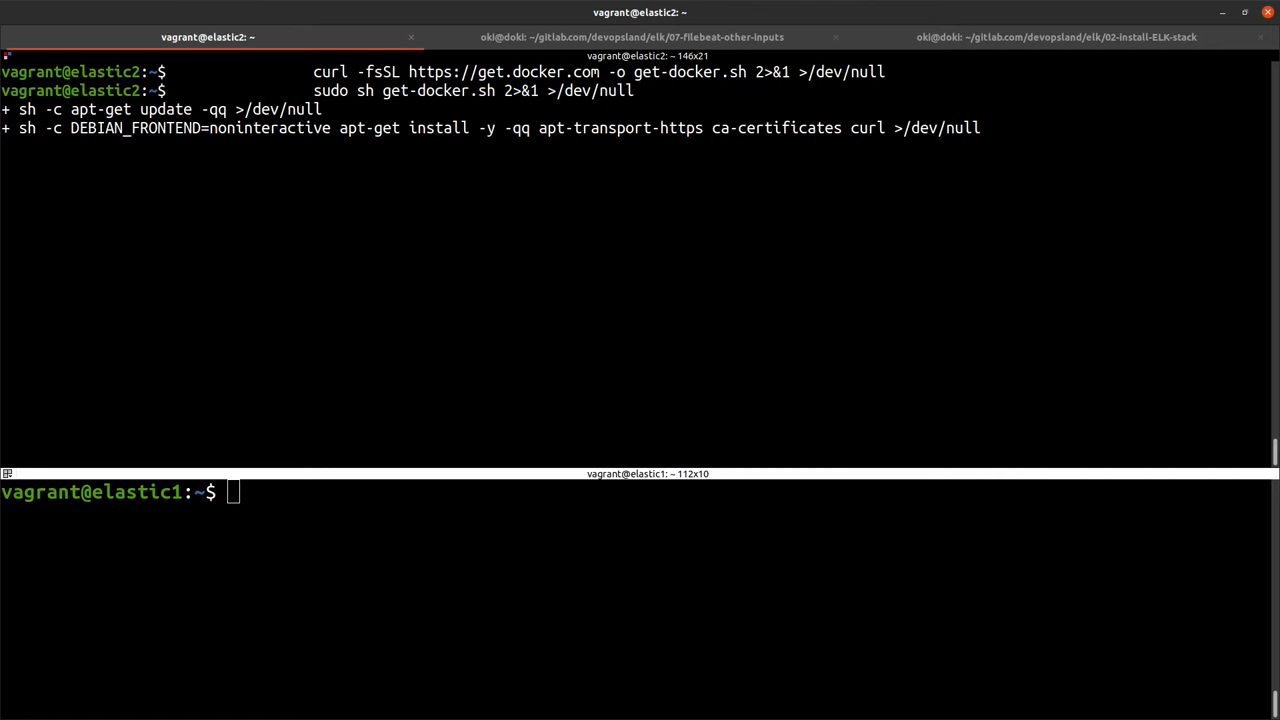 vagrant@elastic2: ~
vagrant@elastic2: ~
oki@doki: ~/gitlab.com/devopsland/elk/07-filebeat-other-inputs
oki@doki: ~/gitlab.com/devopsland/elk/02-install-ELK-stack
vagrant@elastic2: ~ 146x21
vagrant@elastic2:~$ curl -fsSL https://get.docker.com -o get-docker.sh 2>&1 >/dev/null
vagrant@elastic2:~$ sudo sh get-docker.sh 2>&1 >/dev/null
+ sh -c apt-get update -qq >/dev/null
+ sh -c DEBIAN_FRONTEND=noninteractive apt-get install -y -qq apt-transport-https ca-certificates curl >/dev/null
vagrant@elastic1: ~ 112x10
vagrant@elastic1:~$